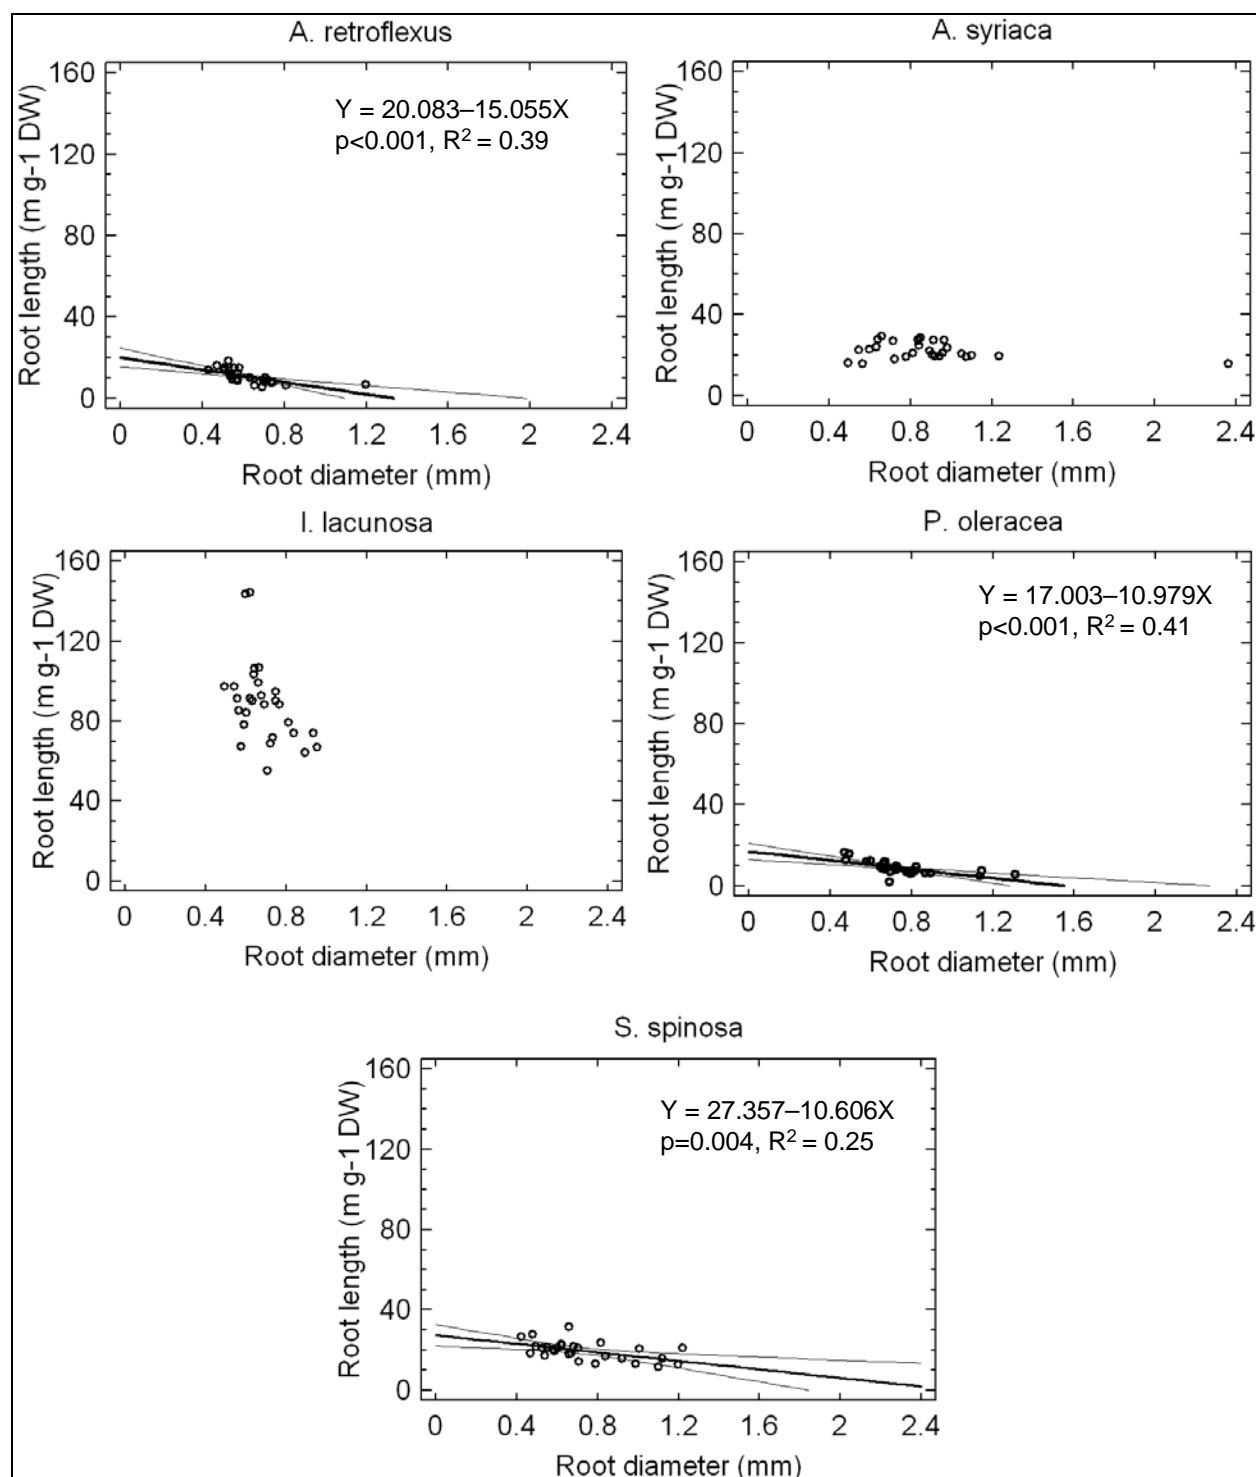 A. retroflexus
Root length (m g-1 DW)
160
120
80
40
0
Y = 20.083–15.055X
p<0.001, R² = 0.39
0 0.4 0.8 1.2 1.6 2 2.4
Root diameter (mm)
A. syriaca
Root length (m g-1 DW)
160
120
80
40
0
0 0.4 0.8 1.2 1.6 2 2.4
Root diameter (mm)
I. lacunosa
Root length (m g-1 DW)
160
120
80
40
0
0 0.4 0.8 1.2 1.6 2 2.4
Root diameter (mm)
P. oleracea
Root length (m g-1 DW)
160
120
80
40
0
Y = 17.003–10.979X
p<0.001, R² = 0.41
0 0.4 0.8 1.2 1.6 2 2.4
Root diameter (mm)
S. spinosa
Root length (m g-1 DW)
160
120
80
40
0
Y = 27.357–10.606X
p=0.004, R² = 0.25
0 0.4 0.8 1.2 1.6 2 2.4
Root diameter (mm)